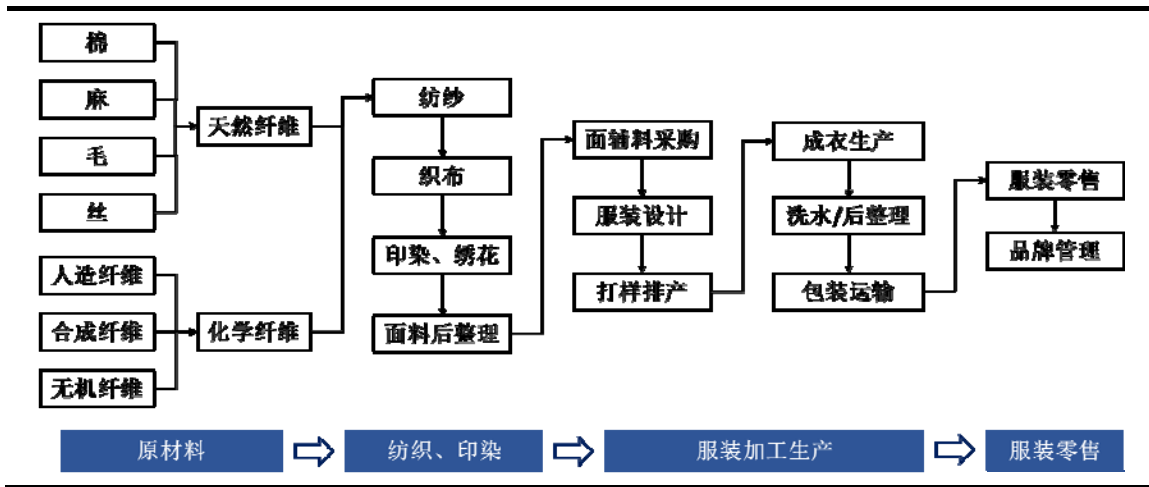 棉
麻
毛
丝
天然纤维
人造纤维
合成纤维
无机纤维
化学纤维
纺纱
织布
印染、绣花
面料后整理
面辅料采购
服装设计
打样排产
成衣生产
洗水/后整理
包装运输
服装零售
品牌管理
原材料
纺织、印染
服装加工生产
服装零售